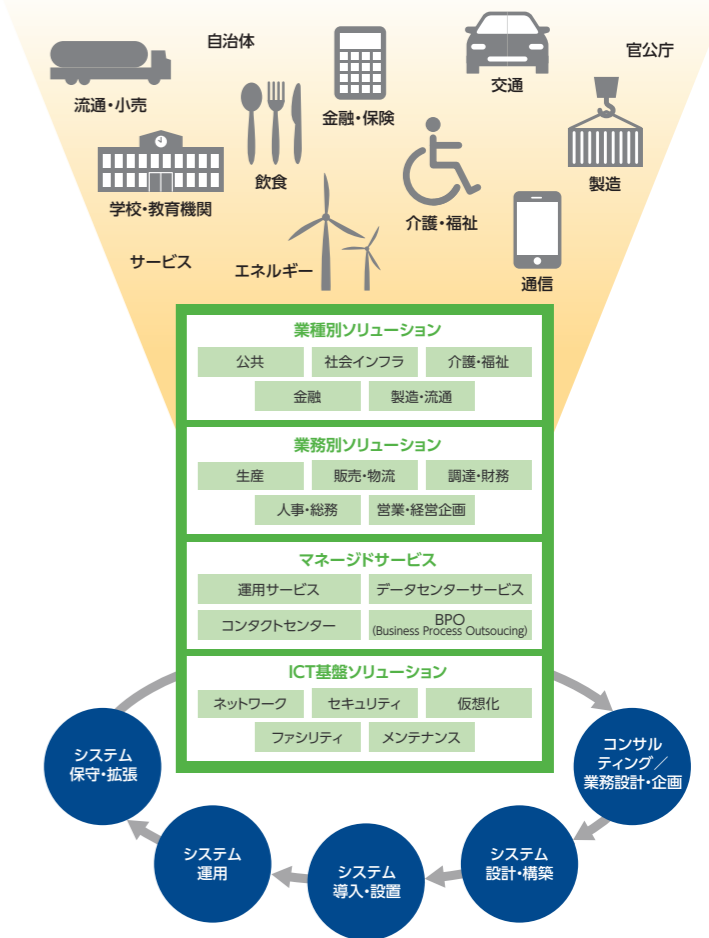 自治体
官公庁
流通・小売
交通
金融・保険
飲食
製造
学校・教育機関
介護・福祉
サービス
エネルギー
通信
業種別ソリューション
公共
社会インフラ
介護・福祉
金融
製造・流通
業務別ソリューション
生産
販売・物流
調達・財務
人事・総務
営業・経営企画
マネージドサービス
運用サービス
データセンターサービス
コンタクトセンター
BPO
(Business Process Outsoucing)
ICT基盤ソリューション
ネットワーク
セキュリティ
仮想化
ファシリティ
メンテナンス
コンサル
ティング／
業務設計・企画
システム
設計・構築
システム
導入・設置
システム
運用
システム
保守・拡張